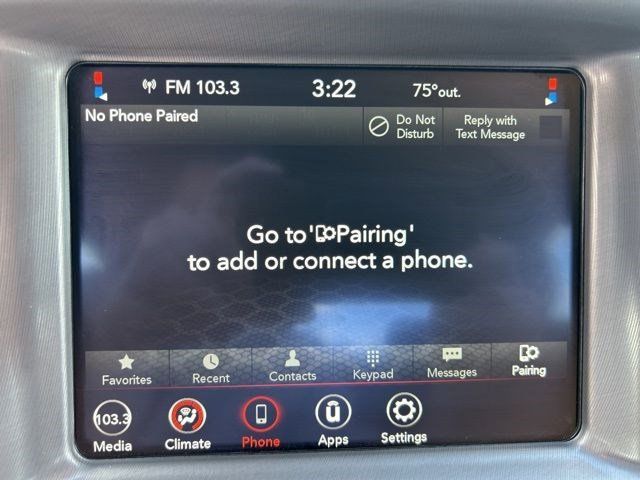 FM 103.3 3:22 75°out.
No Phone Paired
Do Not Disturb
Reply with Text Message
Go to 'Pairing'
to add or connect a phone.
Favorites Recent Contacts Keypad Messages Pairing
103.3
Media Climate Phone Apps Settings